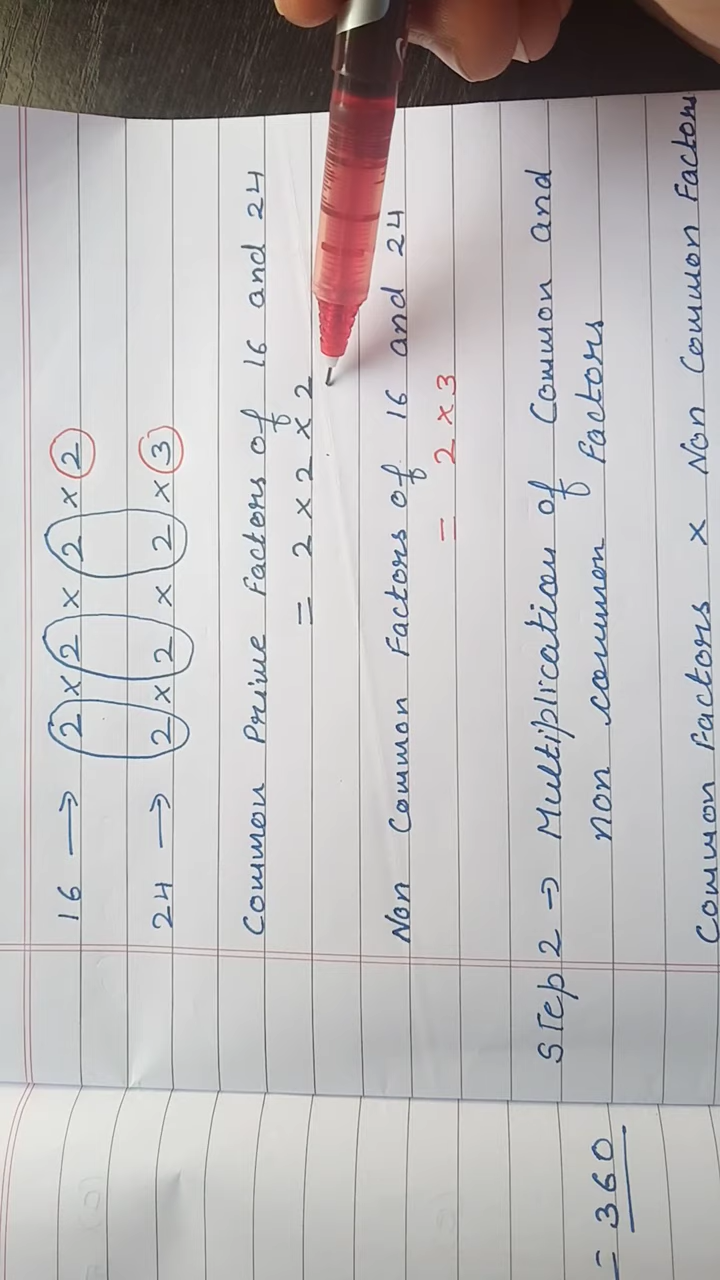 16 → 2 × 2 × 2 × 2
24 → 2 × 2 × 2 × 3
Common Prime Factors of 16 and 24
= 2 × 2 × 2
Non Common Factors of 16 and 24
= 2 × 3
Step 2 → Multiplication of Common and
non common Factors
Common Factors × Non Common Factors
= 360